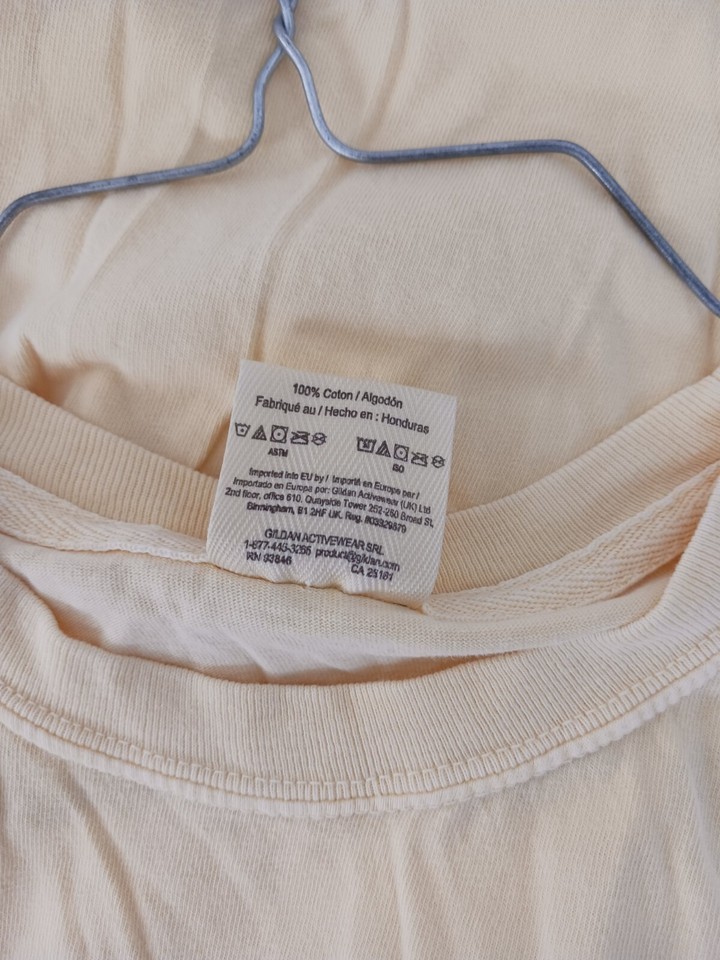 100% Coton / Algodón
Fabriqué au / Hecho en : Honduras
ASTM
ISO
Imported into EU by / Importé en Europe par /
Importado en Europa por: Gildan Activewear (UK) Ltd
2nd floor, office 610, Quayside Tower 252-260 Broad St,
Birmingham, B1 2HF UK. Reg. #03929879
GILDAN ACTIVEWEAR SRL
1-877-445-3265 product@gildan.com
RN 93846 CA 25161